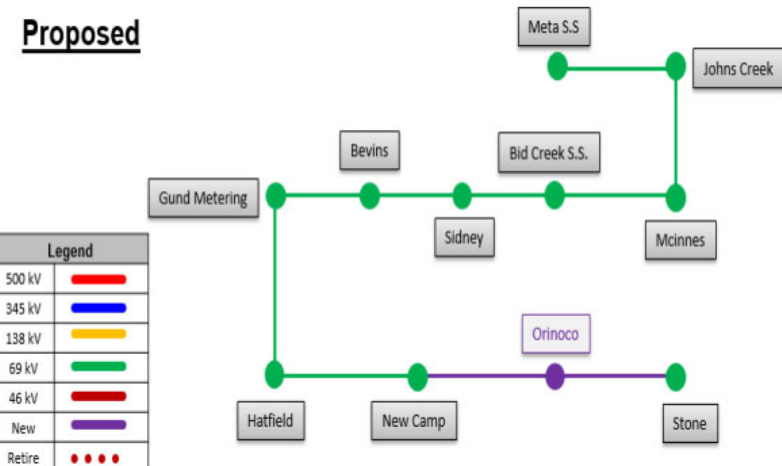 Proposed
Meta S.S
Johns Creek
Bevins
Bid Creek S.S.
Gund Metering
Sidney
Mcinnes
Legend
500 kV
345 kV
138 kV
69 kV
46 kV
New
Retire
Orinoco
Hatfield
New Camp
Stone